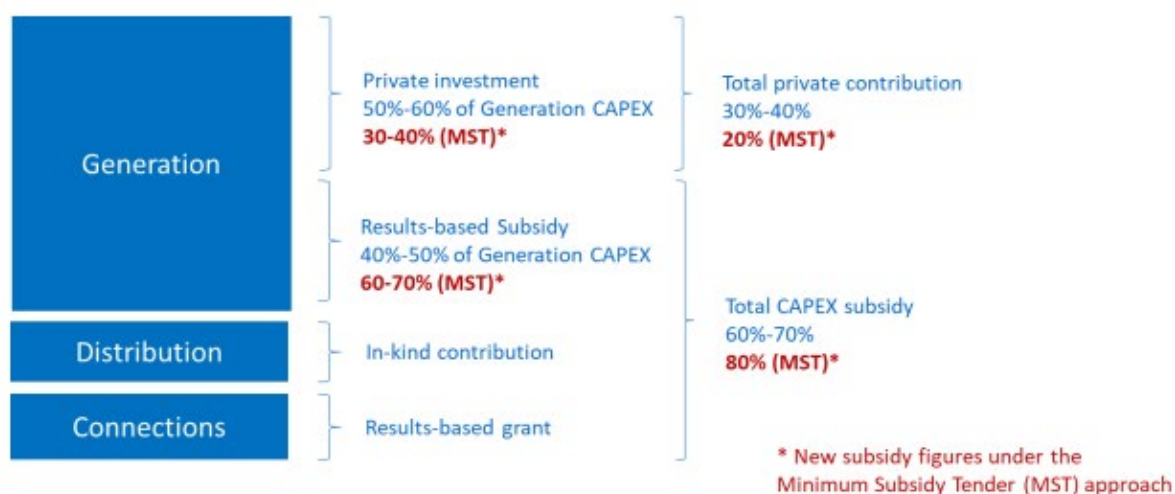 Generation
Private investment
50%-60% of Generation CAPEX
30-40% (MST)*
Total private contribution
30%-40%
20% (MST)*
Results-based Subsidy
40%-50% of Generation CAPEX
60-70% (MST)*
Total CAPEX subsidy
60%-70%
80% (MST)*
Distribution
In-kind contribution
Connections
Results-based grant
* New subsidy figures under the
Minimum Subsidy Tender (MST) approach